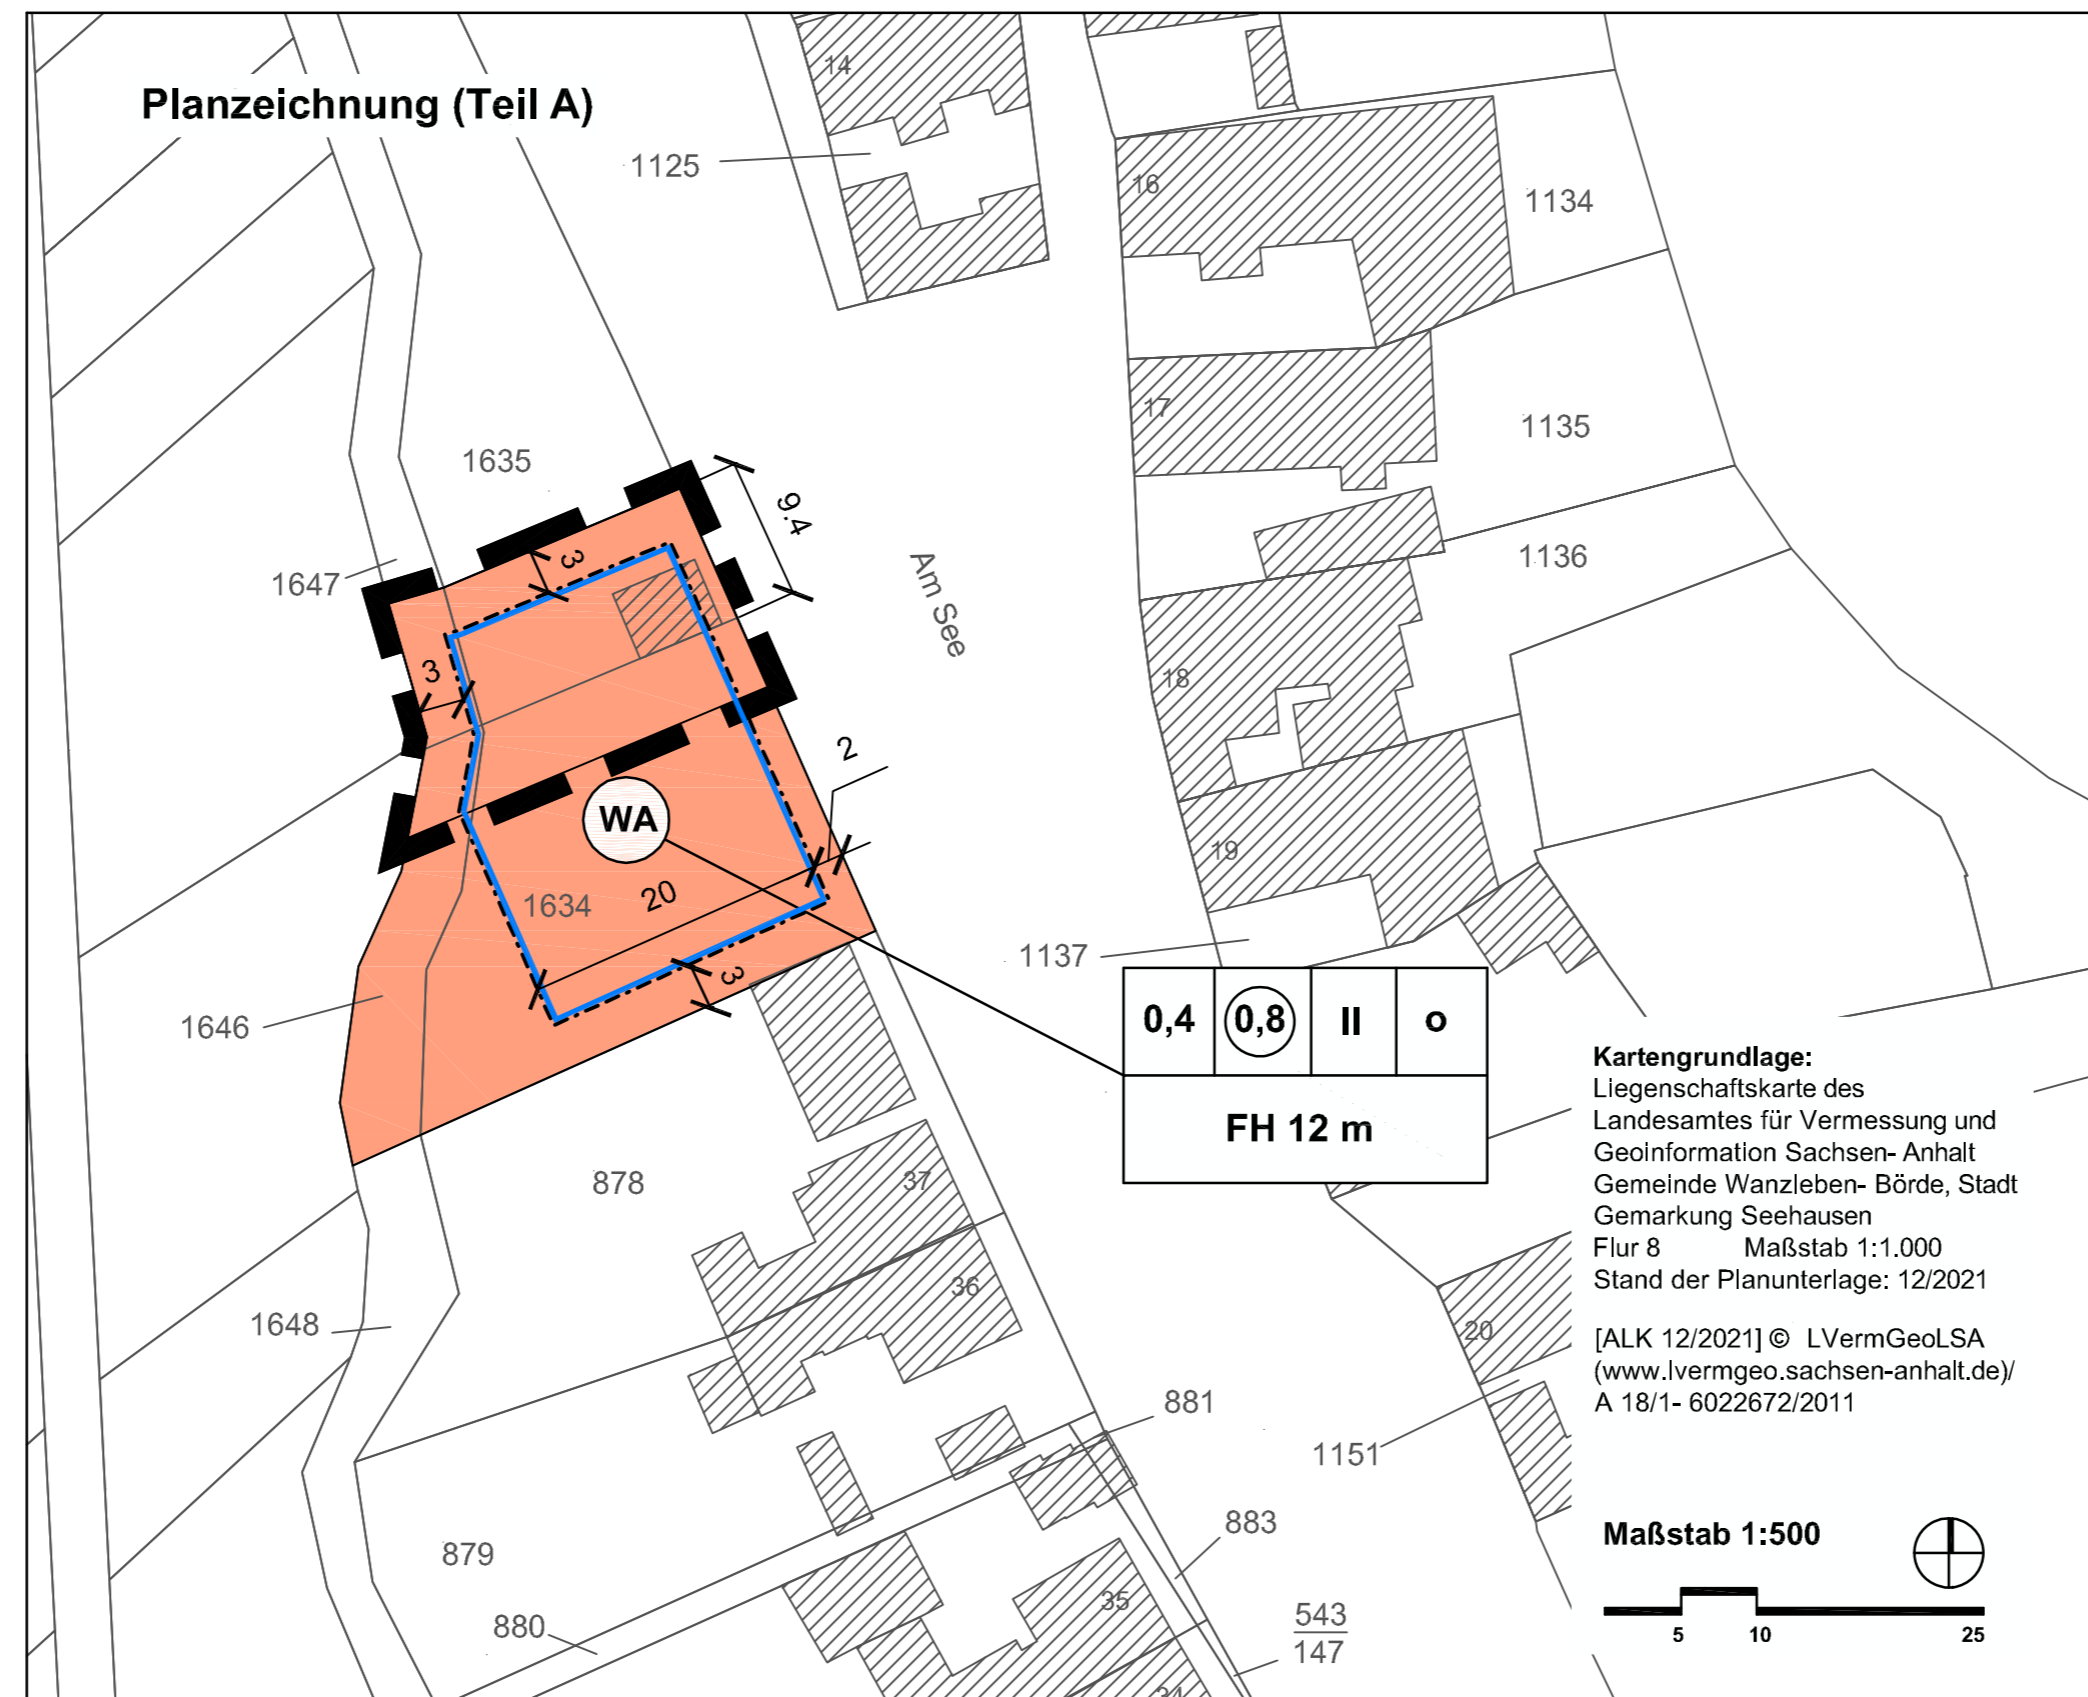 Planzeichnung (Teil A)
14
1125
16
1134
17
1135
1635
9.4
3
1647
Am See
1136
3
18
2
WA
19
1634
20
1137
3
1646
0,4 0,8 II o
FH 12 m
878
37
36
1648
881
1151
20
883
879
880
35
543
147
34
Kartengrundlage:
Liegenschaftskarte des
Landesamtes für Vermessung und
Geoinformation Sachsen- Anhalt
Gemeinde Wanzleben- Börde, Stadt
Gemarkung Seehausen
Flur 8 Maßstab 1:1.000
Stand der Planunterlage: 12/2021
[ALK 12/2021] © LVermGeoLSA
(www.lvermgeo.sachsen-anhalt.de)/
A 18/1- 6022672/2011
Maßstab 1:500
5 10 25